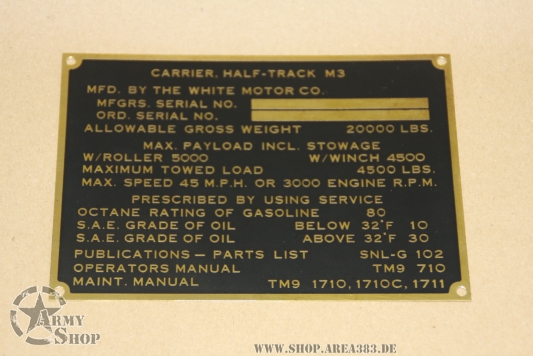 CARRIER, HALF-TRACK M3
MFD. BY THE WHITE MOTOR CO.
MFGRS. SERIAL NO.
ORD. SERIAL NO.
ALLOWABLE GROSS WEIGHT 20000 LBS.
MAX. PAYLOAD INCL. STOWAGE
W/ROLLER 5000 W/WINCH 4500
MAXIMUM TOWED LOAD 4500 LBS.
MAX. SPEED 45 M.P.H. OR 3000 ENGINE R.P.M.
PRESCRIBED BY USING SERVICE
OCTANE RATING OF GASOLINE 80
S.A.E. GRADE OF OIL BELOW 32°F 10
S.A.E. GRADE OF OIL ABOVE 32°F 30
PUBLICATIONS — PARTS LIST SNL-G 102
OPERATORS MANUAL TM9 710
MAINT. MANUAL TM9 1710, 1710C, 1711
ARMY
SHOP
WWW.SHOP.AREA383.DE